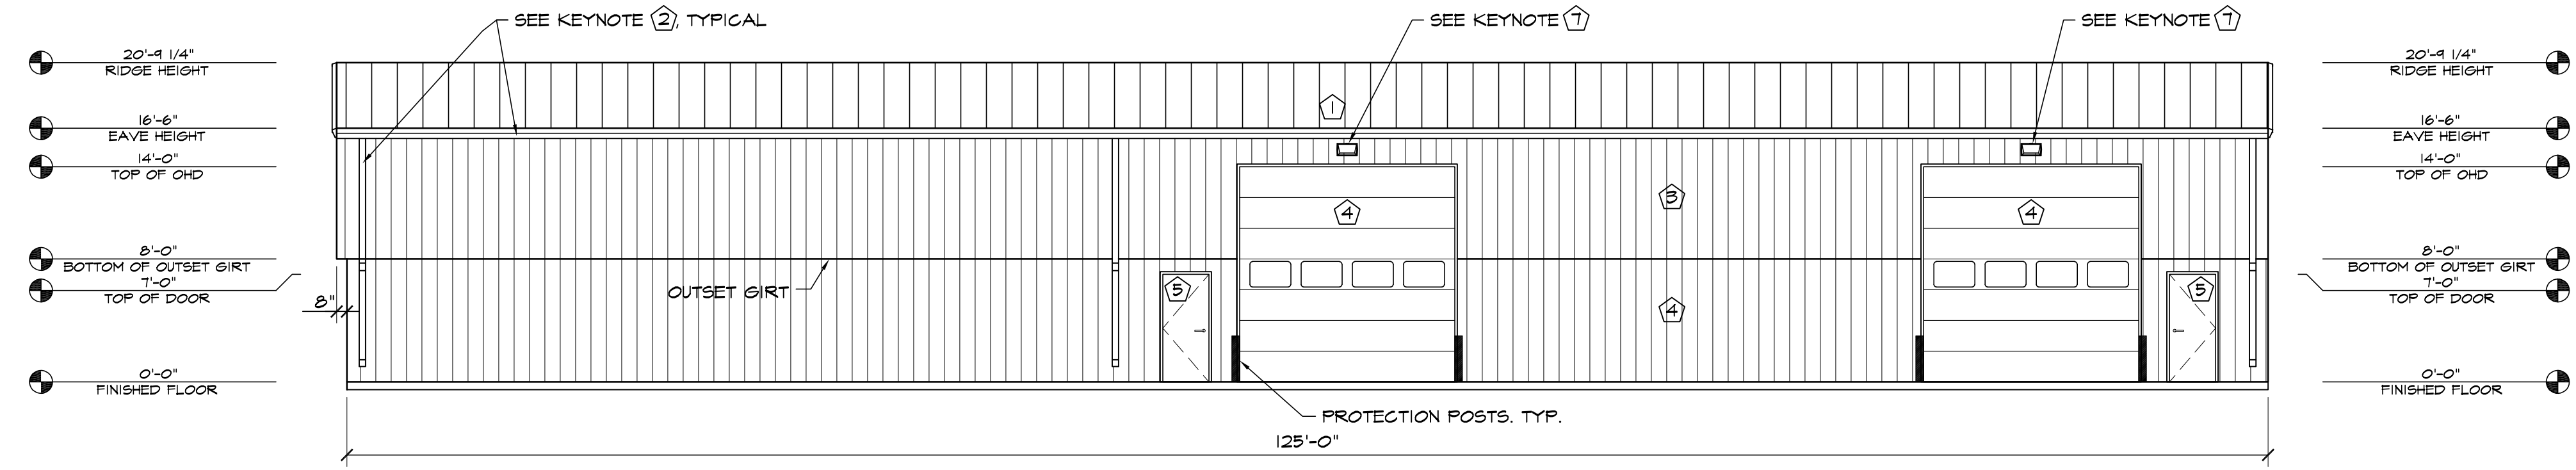 SEE KEYNOTE 2, TYPICAL
SEE KEYNOTE 7
SEE KEYNOTE 7
20'-9 1/4"
RIDGE HEIGHT
16'-6"
EAVE HEIGHT
14'-0"
TOP OF OHD
8'-0"
BOTTOM OF OUTSET GIRT
7'-0"
TOP OF DOOR
0'-0"
FINISHED FLOOR
8"
1
3
4
4
OUTSET GIRT
5
4
5
PROTECTION POSTS. TYP.
125'-0"
20'-9 1/4"
RIDGE HEIGHT
16'-6"
EAVE HEIGHT
14'-0"
TOP OF OHD
8'-0"
BOTTOM OF OUTSET GIRT
7'-0"
TOP OF DOOR
0'-0"
FINISHED FLOOR